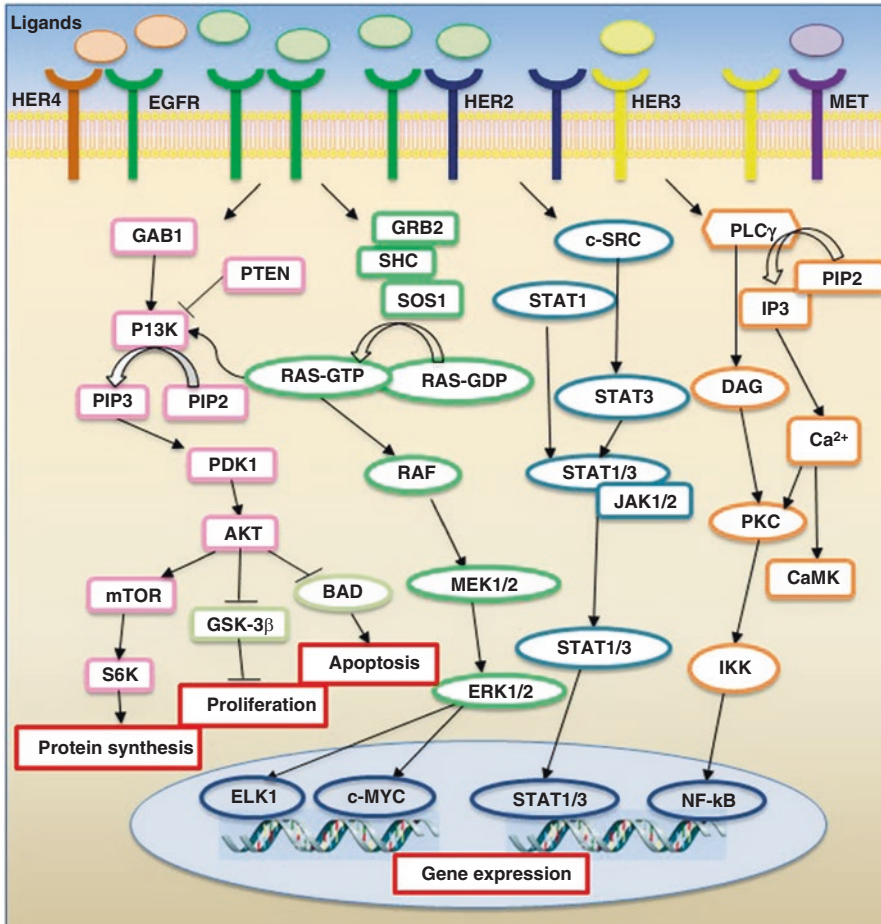 Ligands
HER4
EGFR
HER2
HER3
MET
GAB1
PTEN
P13K
PIP3
PIP2
PDK1
AKT
mTOR
GSK-3β
BAD
S6K
Apoptosis
Proliferation
Protein synthesis
GRB2
SHC
SOS1
RAS-GTP
RAS-GDP
RAF
MEK1/2
ERK1/2
c-SRC
STAT1
STAT3
STAT1/3
JAK1/2
STAT1/3
PLCγ
PIP2
IP3
DAG
Ca²⁺
PKC
CaMK
IKK
ELK1
c-MYC
STAT1/3
NF-kB
Gene expression